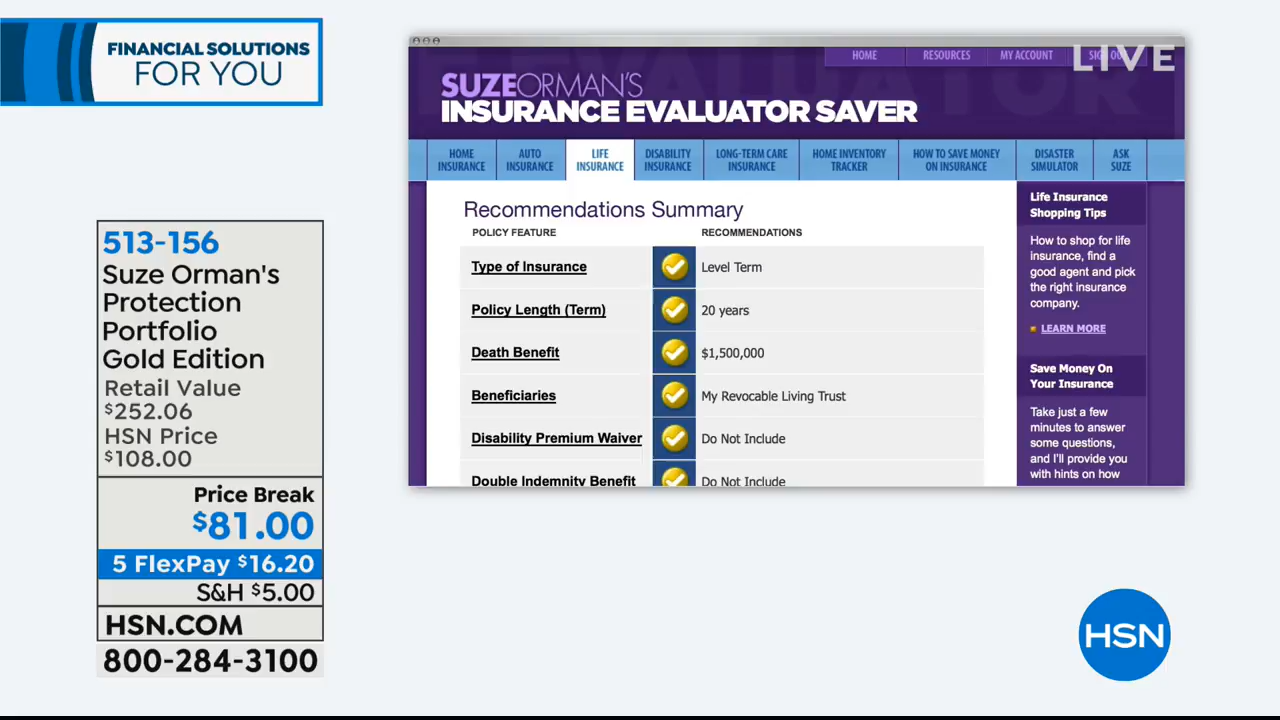 FINANCIAL SOLUTIONS
FOR YOU
513-156
Suze Orman's
Protection
Portfolio
Gold Edition
Retail Value
$252.06
HSN Price
$108.00
Price Break
$81.00
5 FlexPay $16.20
S&H $5.00
HSN.COM
800-284-3100
HOME RESOURCES MY ACCOUNT
LIVE
SUZEORMAN'S
INSURANCE EVALUATOR SAVER
HOME
INSURANCE
AUTO
INSURANCE
LIFE
INSURANCE
DISABILITY
INSURANCE
LONG-TERM CARE
INSURANCE
HOME INVENTORY
TRACKER
HOW TO SAVE MONEY
ON INSURANCE
DISASTER
SIMULATOR
ASK
SUZE
Recommendations Summary
POLICY FEATURE RECOMMENDATIONS
Type of Insurance Level Term
Policy Length (Term) 20 years
Death Benefit $1,500,000
Beneficiaries My Revocable Living Trust
Disability Premium Waiver Do Not Include
Double Indemnity Benefit Do Not Include
Life Insurance
Shopping Tips
How to shop for life
insurance, find a
good agent and pick
the right insurance
company.
LEARN MORE
Save Money On
Your Insurance
Take just a few
minutes to answer
some questions,
and I'll provide you
with hints on how
HSN